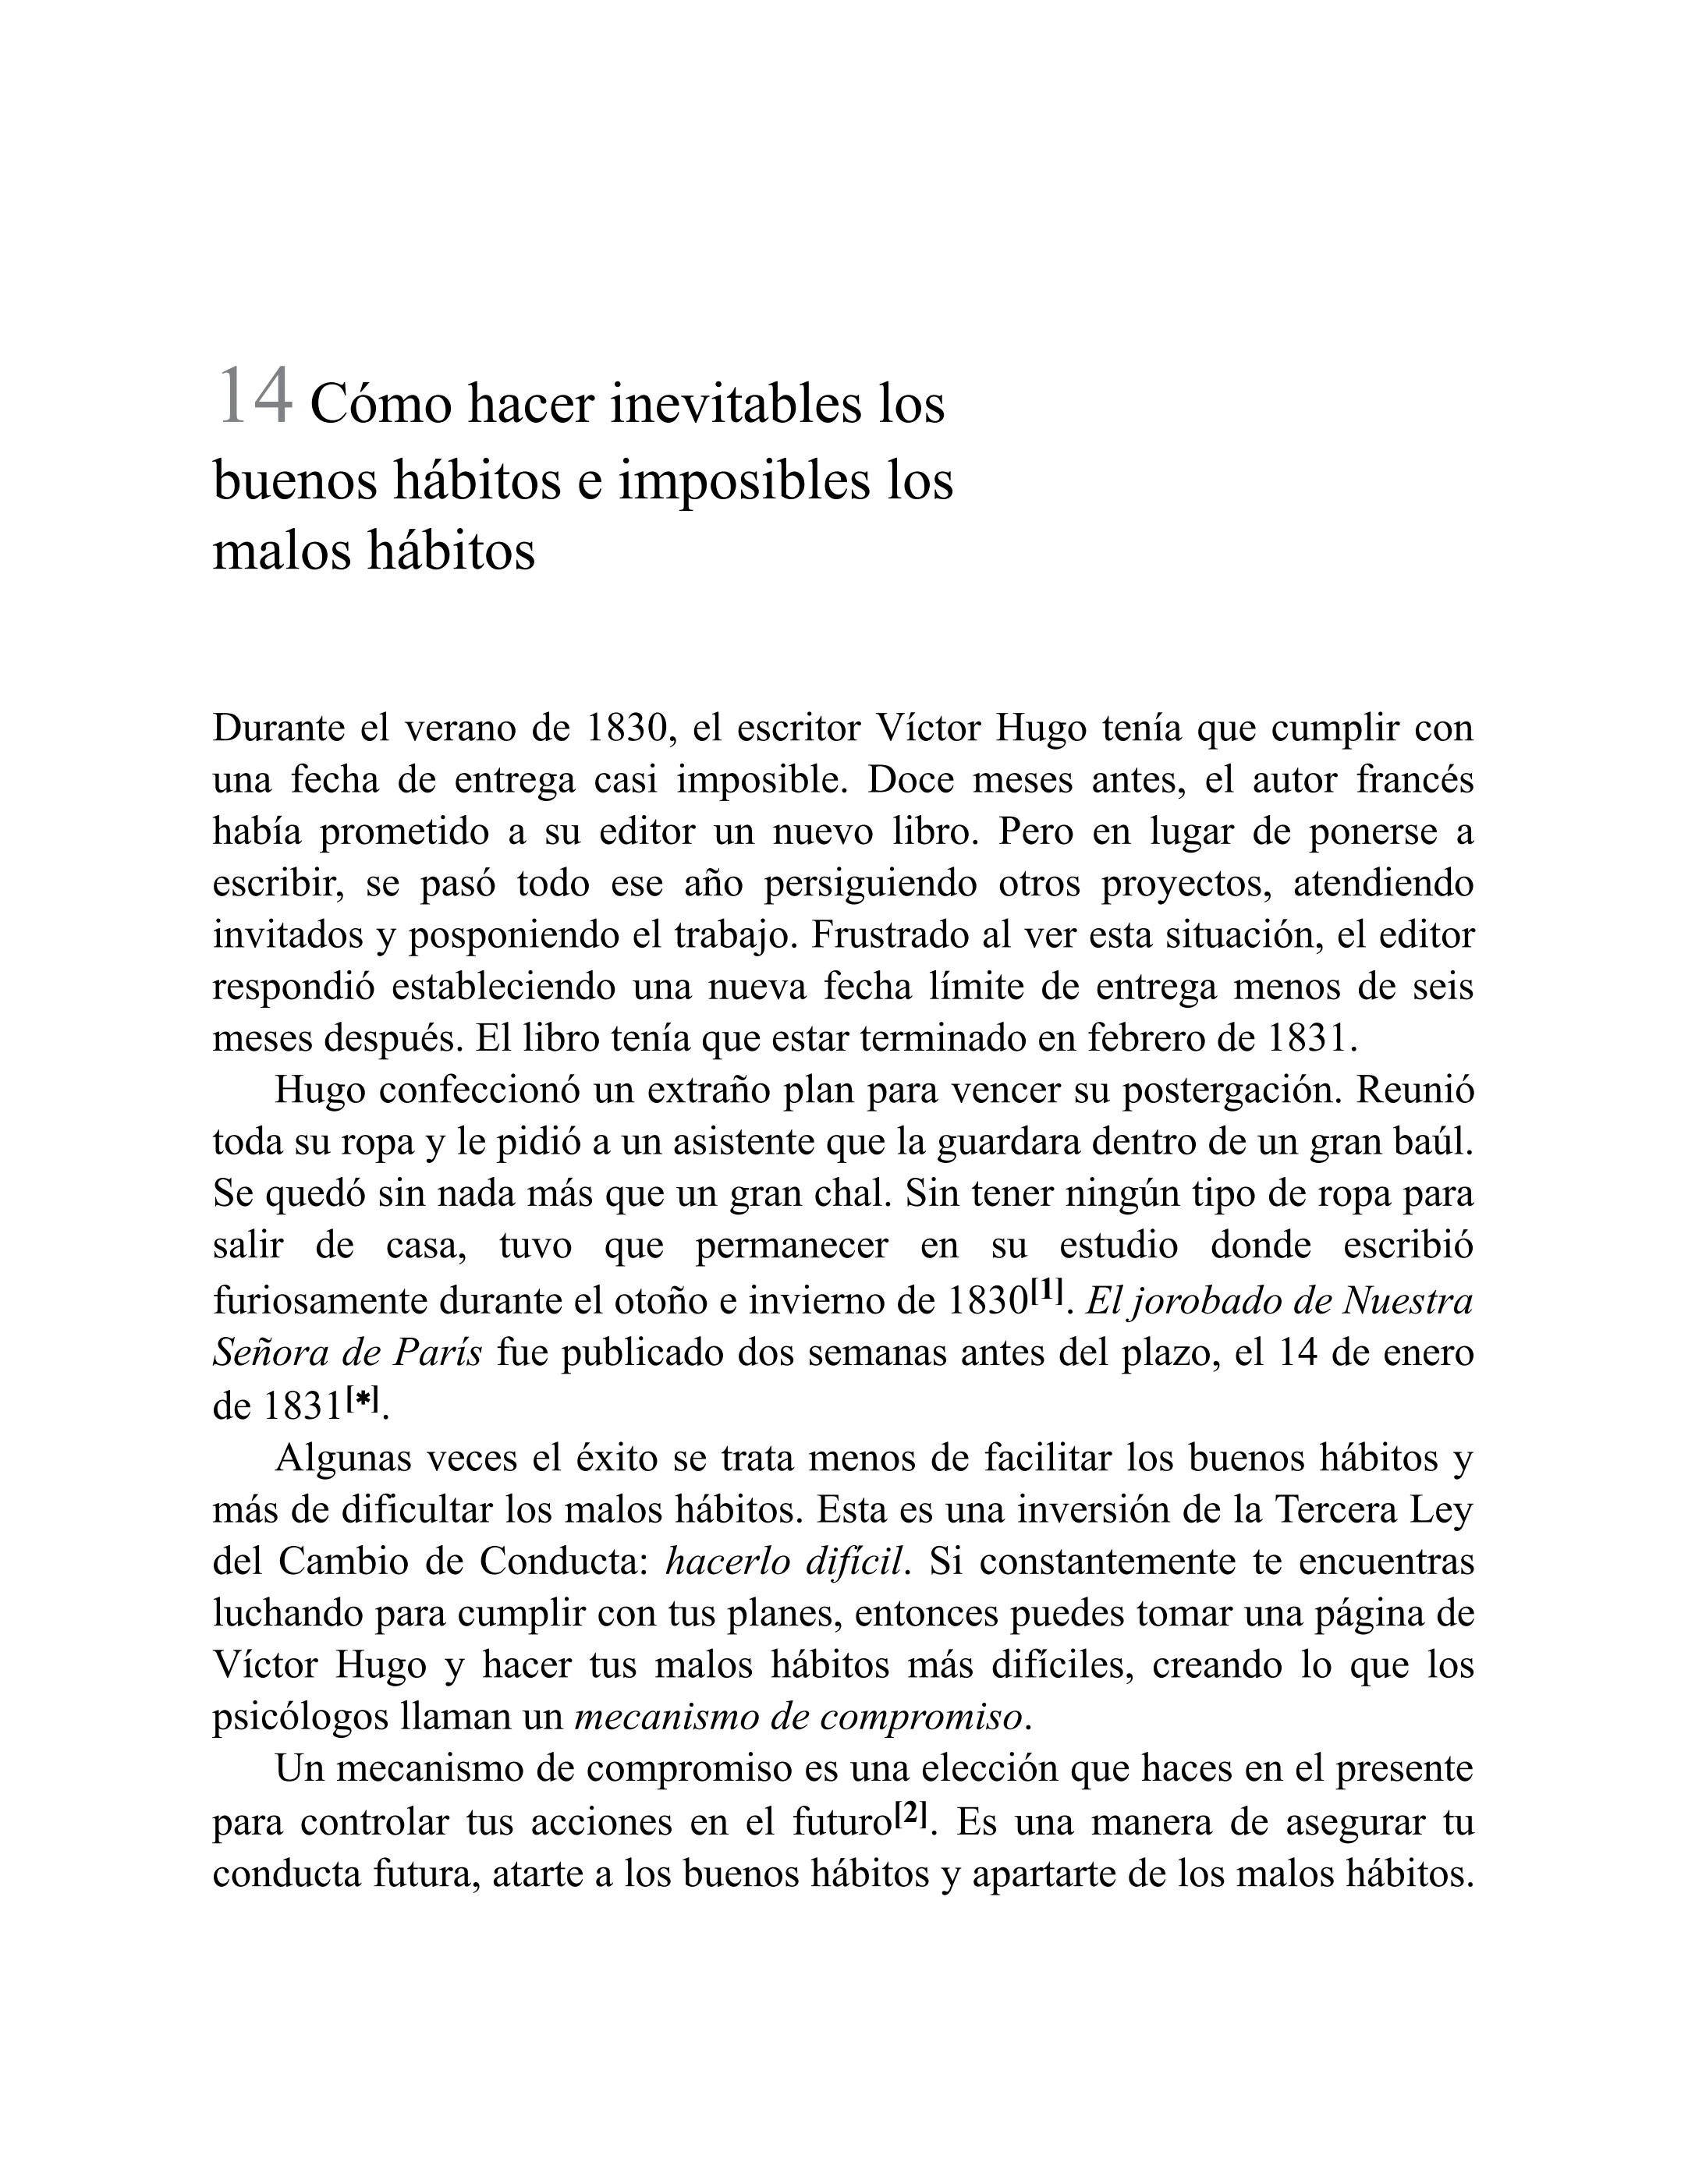 14 Cómo hacer inevitables los
buenos hábitos e imposibles los
malos hábitos
Durante el verano de 1830, el escritor Víctor Hugo tenía que cumplir con
una fecha de entrega casi imposible. Doce meses antes, el autor francés
había prometido a su editor un nuevo libro. Pero en lugar de ponerse a
escribir, se pasó todo ese año persiguiendo otros proyectos, atendiendo
invitados y posponiendo el trabajo. Frustrado al ver esta situación, el editor
respondió estableciendo una nueva fecha límite de entrega menos de seis
meses después. El libro tenía que estar terminado en febrero de 1831.
Hugo confeccionó un extraño plan para vencer su postergación. Reunió
toda su ropa y le pidió a un asistente que la guardara dentro de un gran baúl.
Se quedó sin nada más que un gran chal. Sin tener ningún tipo de ropa para
salir de casa, tuvo que permanecer en su estudio donde escribió
furiosamente durante el otoño e invierno de 1830[1]. El jorobado de Nuestra
Señora de París fue publicado dos semanas antes del plazo, el 14 de enero
de 1831[*].
Algunas veces el éxito se trata menos de facilitar los buenos hábitos y
más de dificultar los malos hábitos. Esta es una inversión de la Tercera Ley
del Cambio de Conducta: hacerlo difícil. Si constantemente te encuentras
luchando para cumplir con tus planes, entonces puedes tomar una página de
Víctor Hugo y hacer tus malos hábitos más difíciles, creando lo que los
psicólogos llaman un mecanismo de compromiso.
Un mecanismo de compromiso es una elección que haces en el presente
para controlar tus acciones en el futuro[2]. Es una manera de asegurar tu
conducta futura, atarte a los buenos hábitos y apartarte de los malos hábitos.